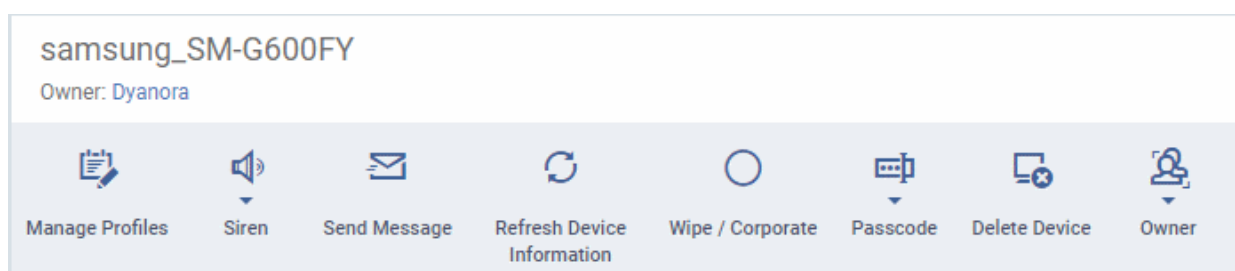 samsung_SM-G600FY
Owner: Dyanora
Manage Profiles
Siren
Send Message
Refresh Device
Information
Wipe / Corporate
Passcode
Delete Device
Owner